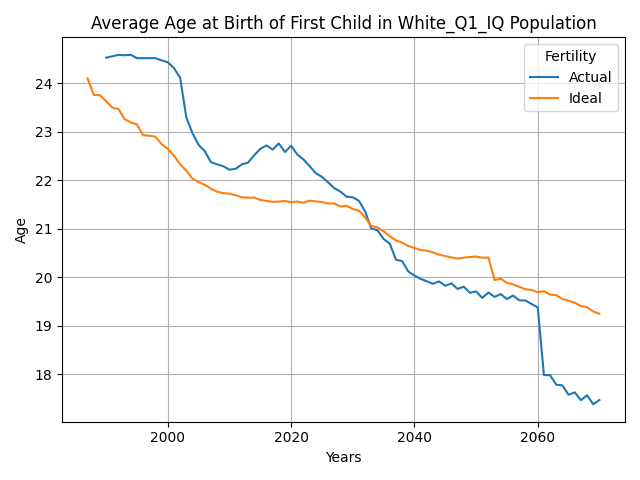 Average Age at Birth of First Child in White_Q1_IQ Population
Fertility
Actual
Ideal
Age
24
23
22
21
20
19
18
2000
2020
2040
2060
Years